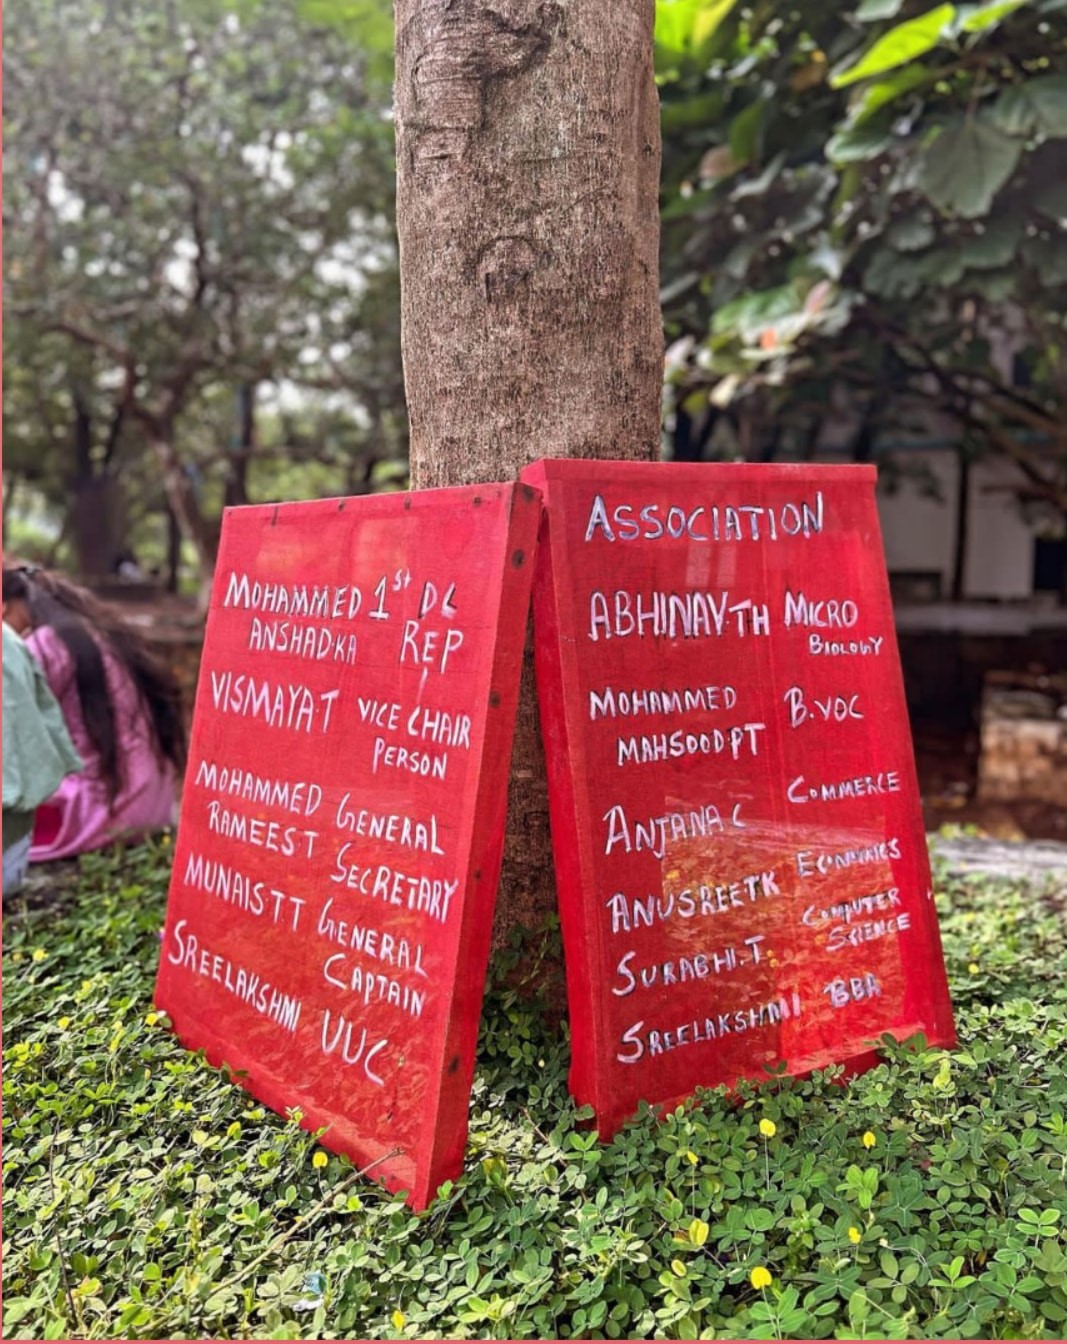 MOHAMMED 1st DC
ANSHAD·KA REP
VISMAYA·T VICE CHAIR
PERSON
MOHAMMED GENERAL
RAMEES·T SECRETARY
MUNAIS T T GENERAL
CAPTAIN
SREELAKSHMI UUC
ASSOCIATION
ABHINAV·TH MICRO
BIOLOGY
MOHAMMED B.VOC
MAHSOOD·PT
ANJANA C COMMERCE
ANUSREE TK ECONOMICS
SURABHI.T. COMPUTER
SCIENCE
SREELAKSHMI BBA